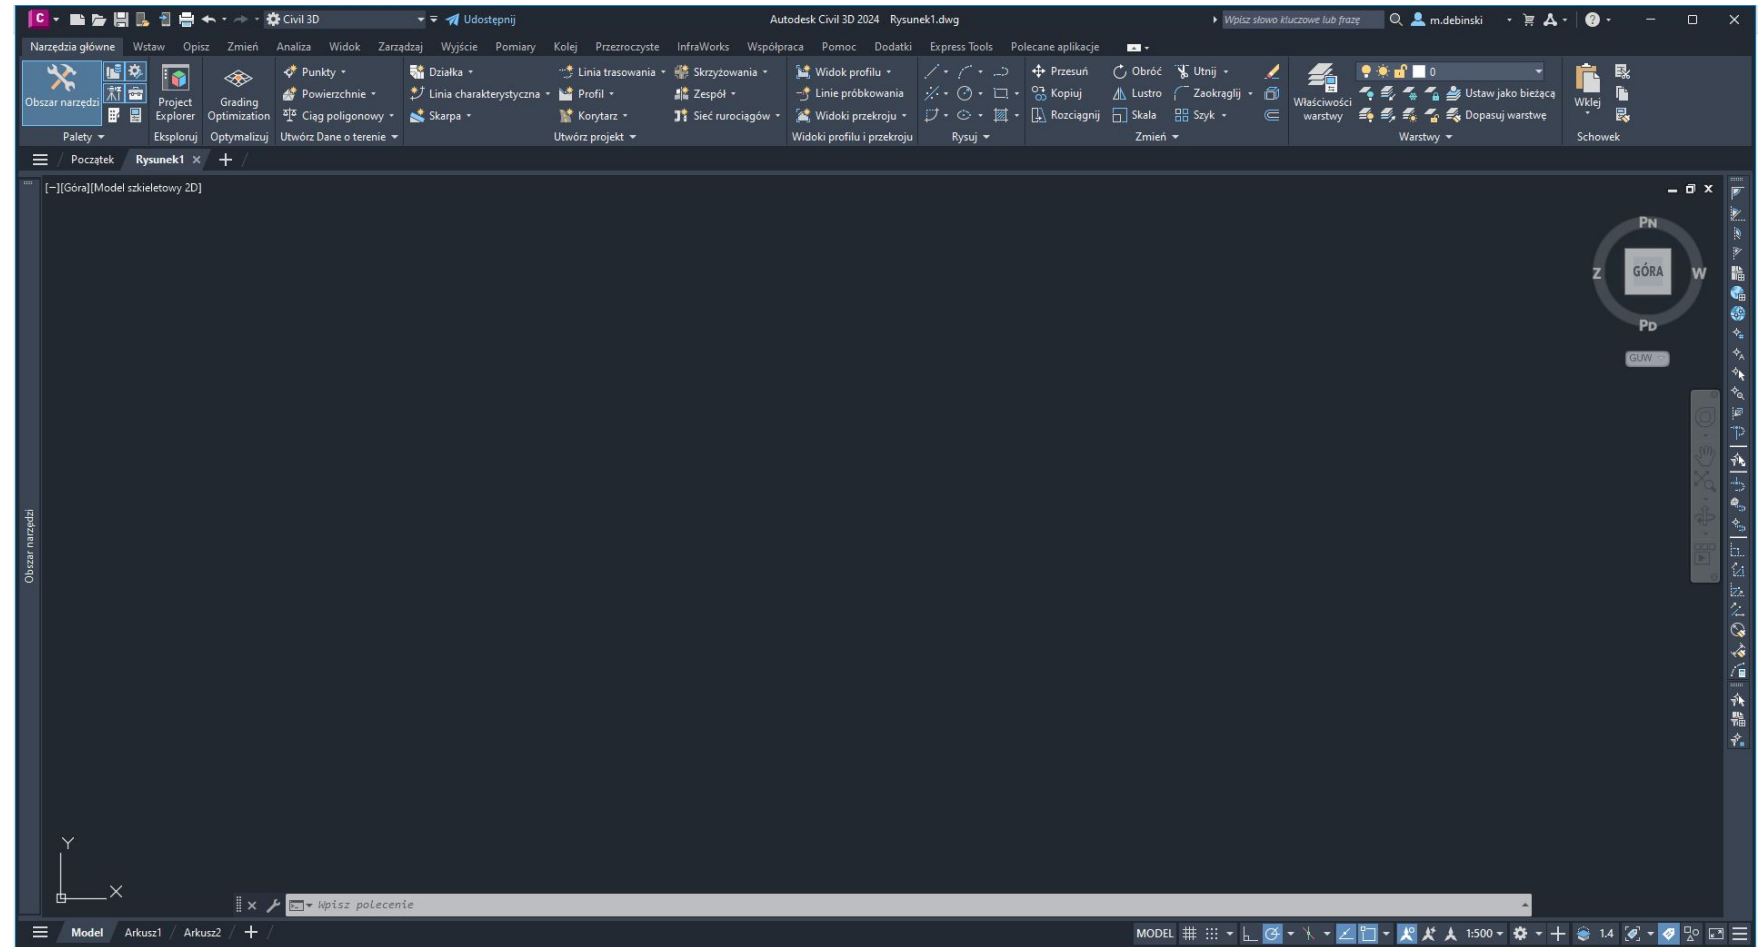 C Civil 3D Udostępnij Autodesk Civil 3D 2024 Rysunek1.dwg Wpisz słowo kluczowe lub frazę m.debinski
Narzędzia główne Wstaw Opisz Zmień Analiza Widok Zarządzaj Wyjście Pomiary Kolej Przezroczyste InfraWorks Współpraca Pomoc Dodatki Express Tools Polecane aplikacje
Punkty Działka Linia trasowania Skrzyżowania Widok profilu Przesuń Obróć Utnij 0
Powierzchnie Linia charakterystyczna Profil Zespół Linie próbkowania Kopiuj Lustro Zaokrąglij Ustaw jako bieżącą
Obszar narzędzi Project Explorer Grading Optimization Właściwości warstwy Wklej
Ciąg poligonowy Skarpa Korytarz Sieć rurociągów Widoki przekroju Rozciągnij Skala Szyk Dopasuj warstwę
Palety Eksploruj Optymalizuj Utwórz Dane o terenie Utwórz projekt Widoki profilu i przekroju Rysuj Zmień Warstwy Schowek
Początek Rysunek1
[−][Góra][Model szkieletowy 2D]
PN
Z GÓRA W
PD
GUW
Obszar narzędzi
Y
X
Wpisz polecenie
Model Arkusz1 Arkusz2 MODEL 1:500 1.4